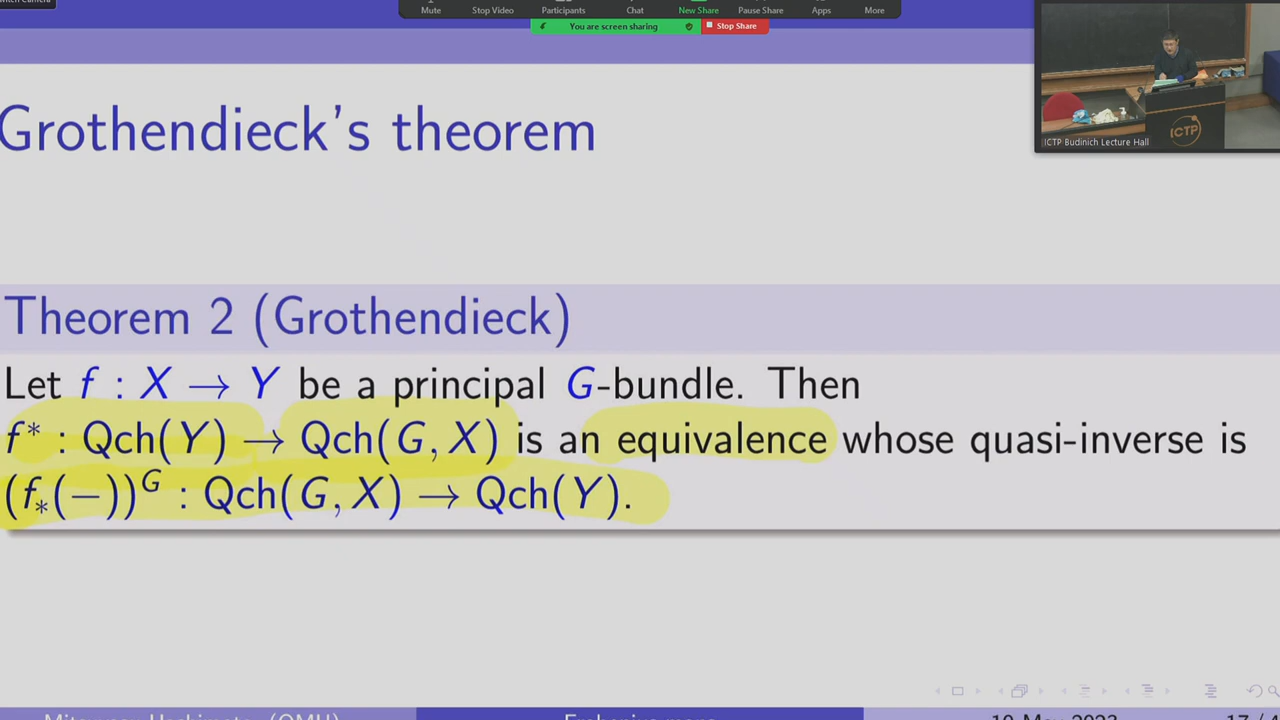 Mute Stop Video Participants Chat New Share Pause Share Apps More
You are screen sharing Stop Share
Grothendieck's theorem
ICTP
ICTP Budinich Lecture Hall
Theorem 2 (Grothendieck)
Let f : X → Y be a principal G-bundle. Then
f* : Qch(Y) → Qch(G, X) is an equivalence whose quasi-inverse is
(f*(−))^G : Qch(G, X) → Qch(Y).